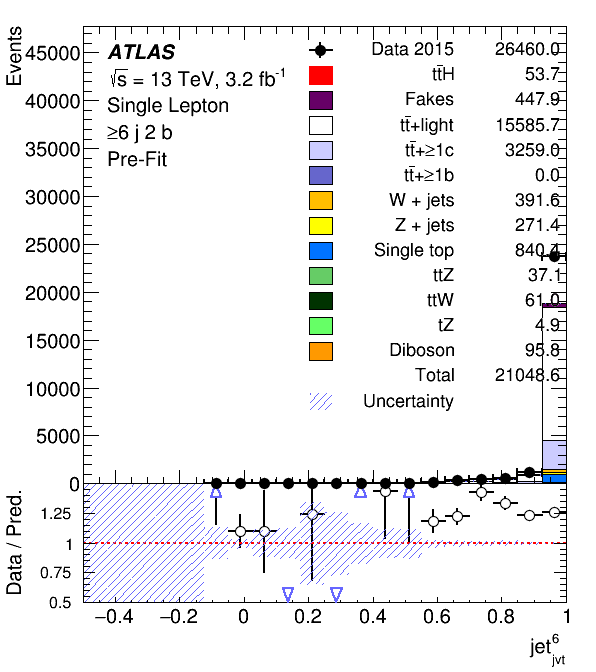 Events
45000
40000
35000
30000
25000
20000
15000
10000
5000
0
ATLAS
√s = 13 TeV, 3.2 fb⁻¹
Single Lepton
≥6 j 2 b
Pre-Fit
Data 2015 26460.0
tt̄H 53.7
Fakes 447.9
tt̄+light 15585.7
tt̄+≥1c 3259.0
tt̄+≥1b 0.0
W + jets 391.6
Z + jets 271.4
Single top 840.4
ttZ 37.1
ttW 61.0
tZ 4.9
Diboson 95.8
Total 21048.6
Uncertainty
Data / Pred.
1.25
1
0.75
0.5
−0.4 −0.2 0 0.2 0.4 0.6 0.8 1
jet⁶jvt